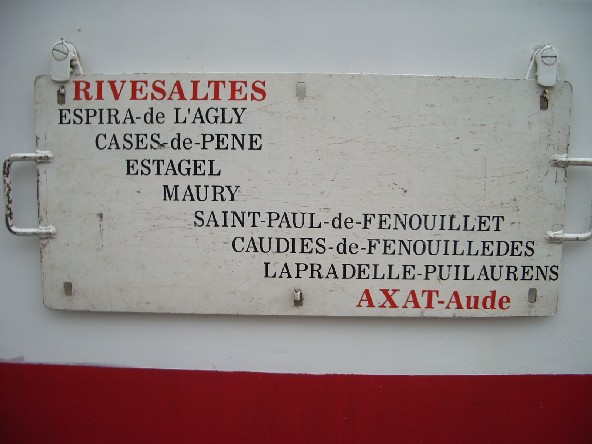 RIVESALTES
ESPIRA-de L'AGLY
CASES-de-PENE
ESTAGEL
MAURY
SAINT-PAUL-de-FENOUILLET
CAUDIES-de-FENOUILLEDES
LAPRADELLE-PUILAURENS
AXAT-Aude